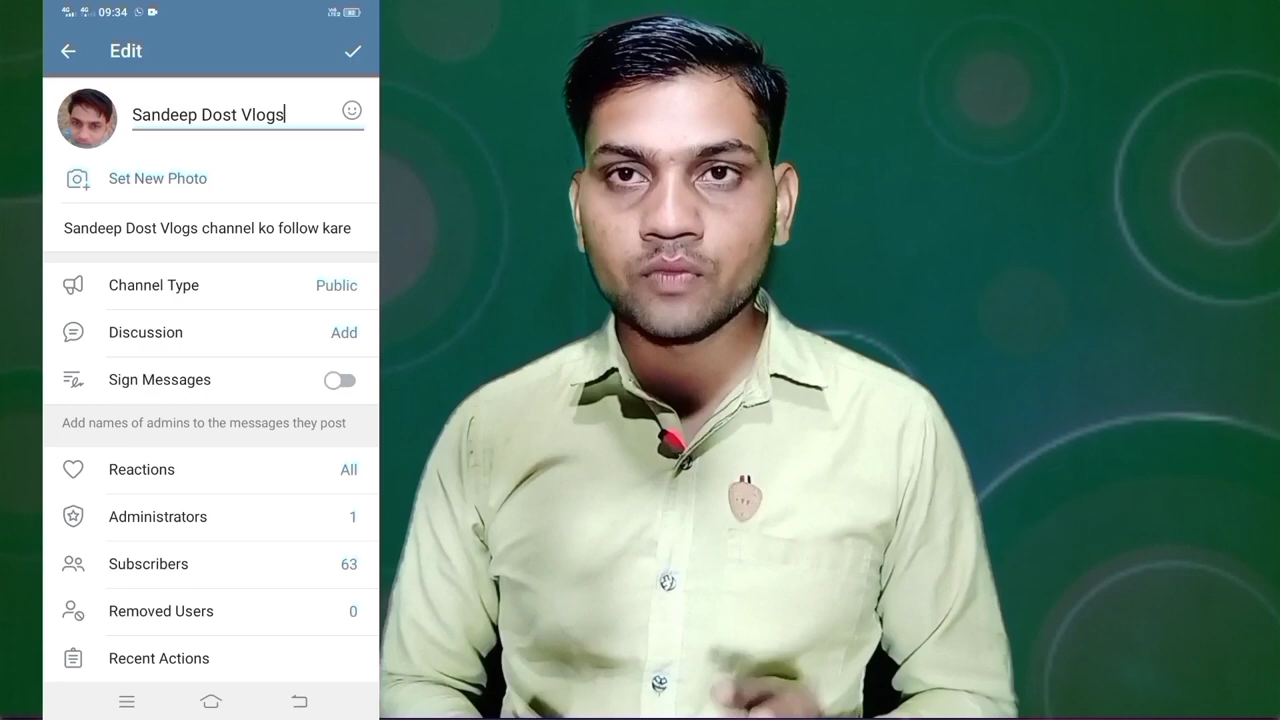 4G 4G 09:34
Edit
Sandeep Dost Vlogs
Set New Photo
Sandeep Dost Vlogs channel ko follow kare
Channel Type Public
Discussion Add
Sign Messages
Add names of admins to the messages they post
Reactions All
Administrators 1
Subscribers 63
Removed Users 0
Recent Actions